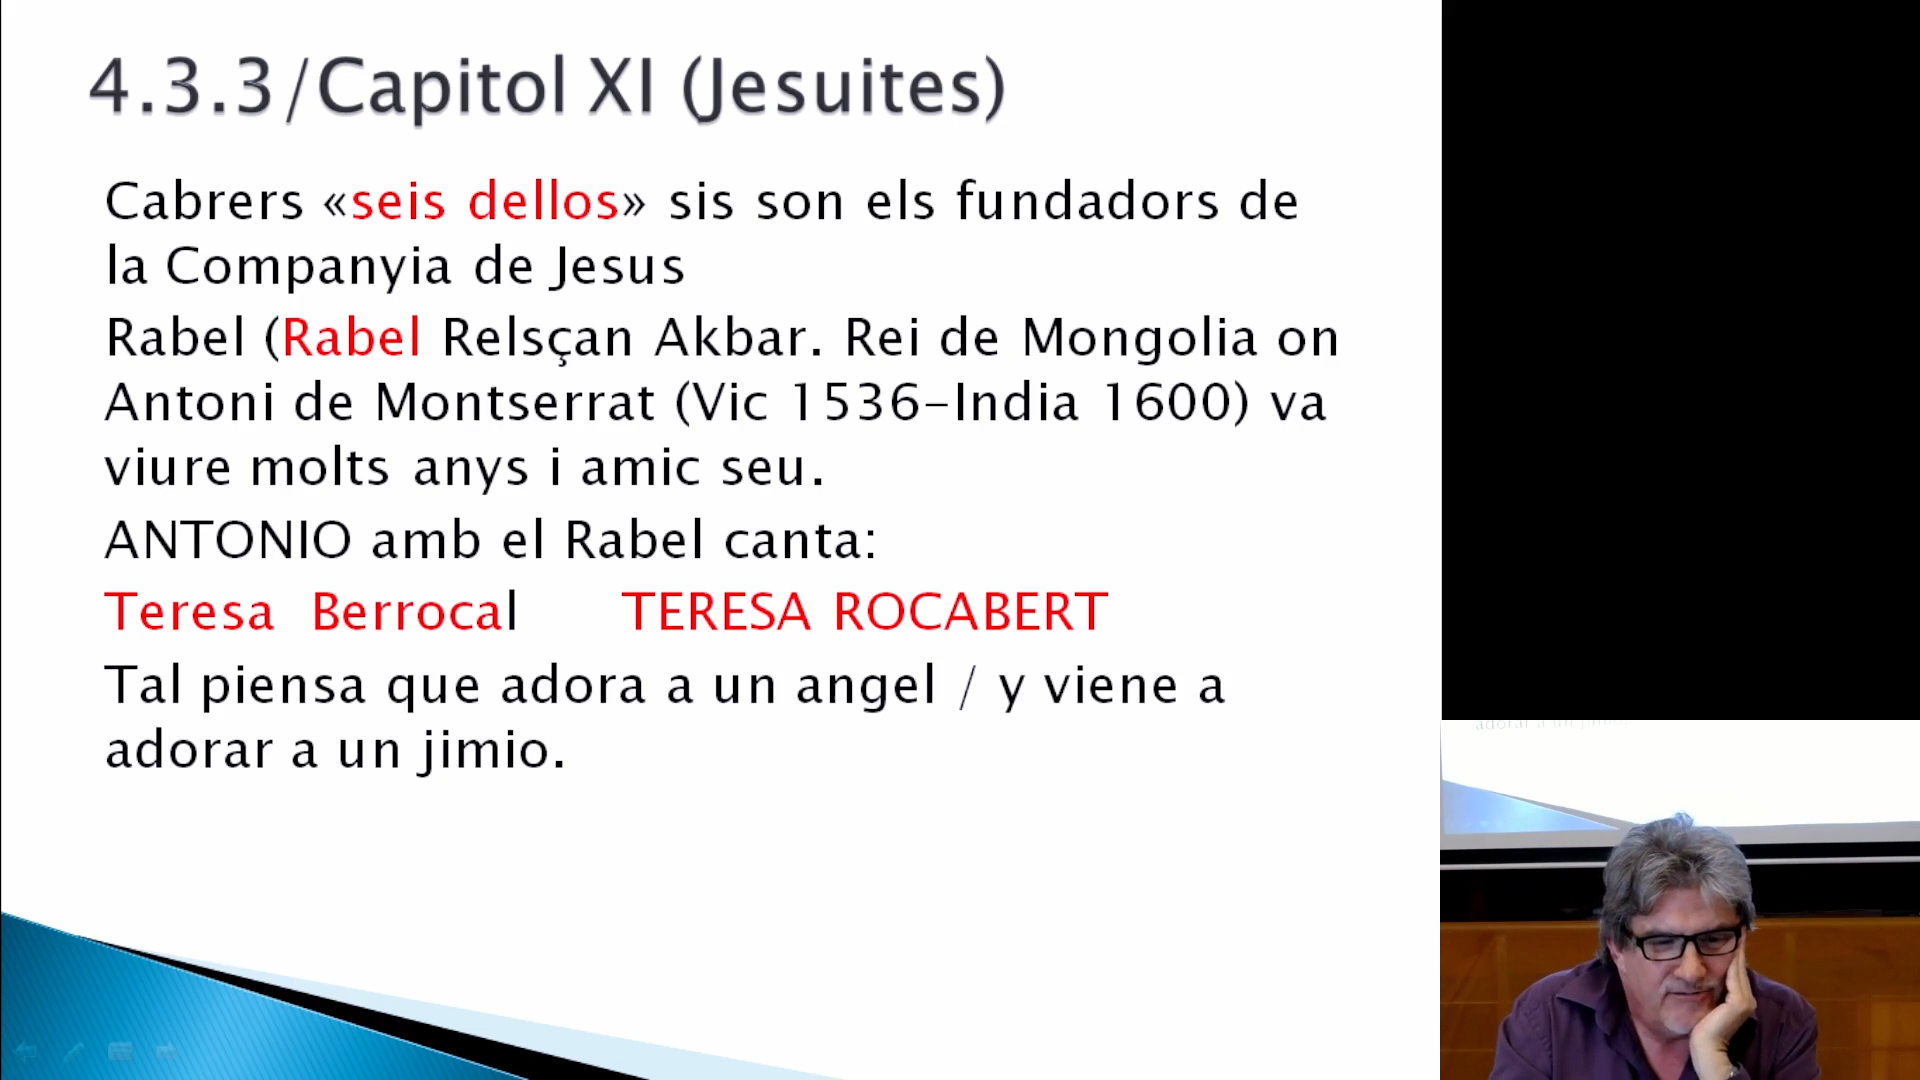 4.3.3/Capitol XI (Jesuites)
Cabrers «seis dellos» sis son els fundadors de
la Companyia de Jesus
Rabel (Rabel Relsçan Akbar. Rei de Mongolia on
Antoni de Montserrat (Vic 1536-India 1600) va
viure molts anys i amic seu.
ANTONIO amb el Rabel canta:
Teresa Berrocal TERESA ROCABERT
Tal piensa que adora a un angel / y viene a
adorar a un jimio.
adorar a un jimio.